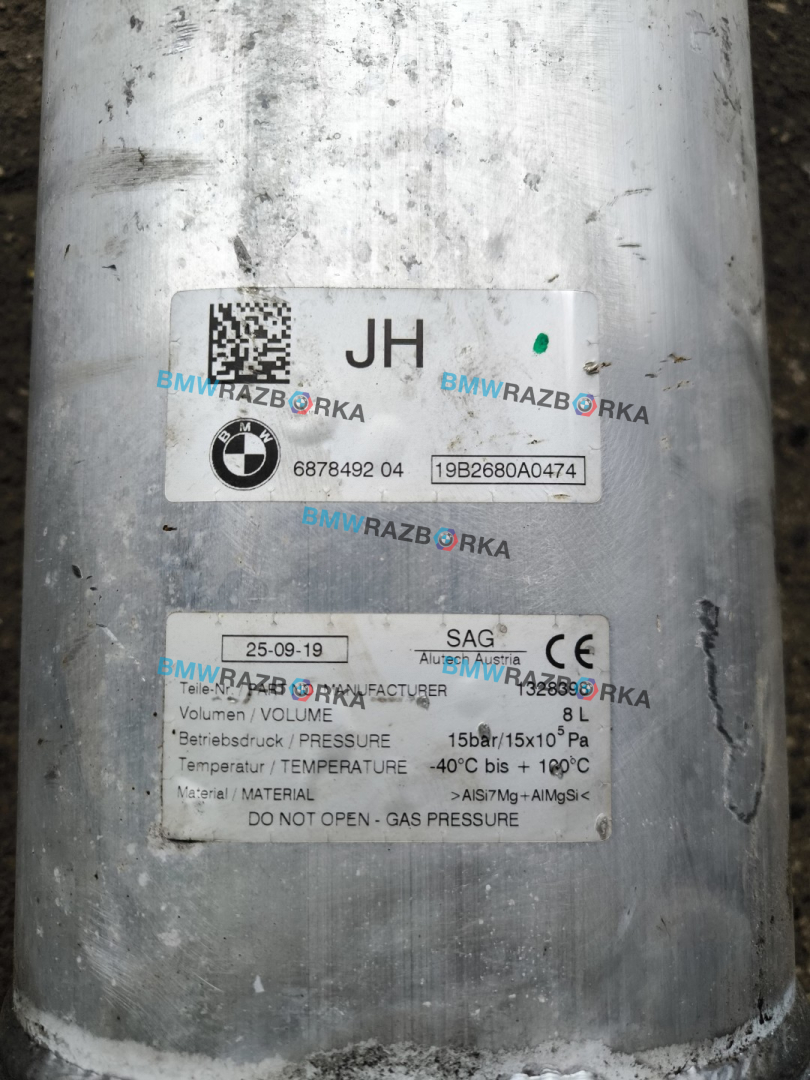 JH
BMWRAZBORKA
BMWRAZBORKA
BMW
6878492 04
19B2680A0474
BMWRAZBORKA
25-09-19
SAG
Alutech Austria
CE
BMWRAZBORKA
BMWRAZBORKA
Teile-Nr. / PART NO. MANUFACTURER 1328398
Volumen / VOLUME 8 L
Betriebsdruck / PRESSURE 15bar/15x10⁵Pa
Temperatur / TEMPERATURE -40°C bis + 100°C
Material / MATERIAL >AlSi7Mg+AlMgSi<
DO NOT OPEN - GAS PRESSURE